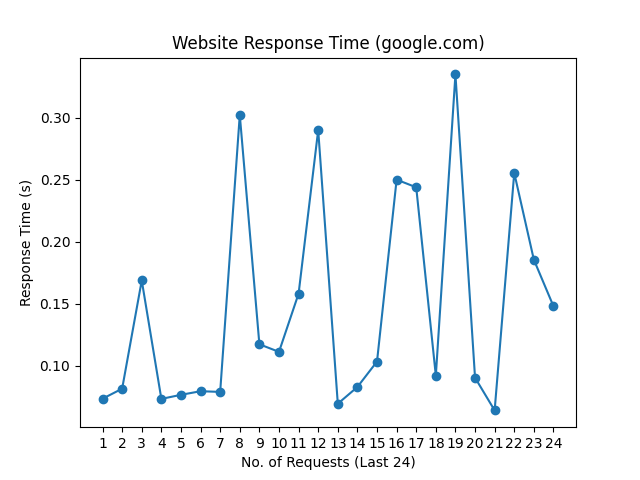 Website Response Time (google.com)
Response Time (s)
0.30
0.25
0.20
0.15
0.10
1 2 3 4 5 6 7 8 9 10 11 12 13 14 15 16 17 18 19 20 21 22 23 24
No. of Requests (Last 24)